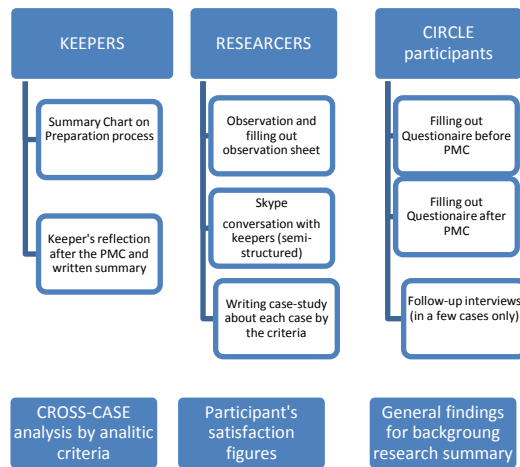 KEEPERS
Summary Chart on
Preparation process
Keeper's reflection
after the PMC and
written summary
RESEARCERS
Observation and
filling out
observation sheet
Skype
conversation with
keepers (semi-
structured)
Writing case-study
about each case by
the criteria
CIRCLE
participants
Filling out
Questionaire before
PMC
Filling out
Questionaire after
PMC
Follow-up interviews
(in a few cases only)
CROSS-CASE
analysis by analitic
criteria
Participant's
satisfaction
figures
General findings
for backgroung
research summary